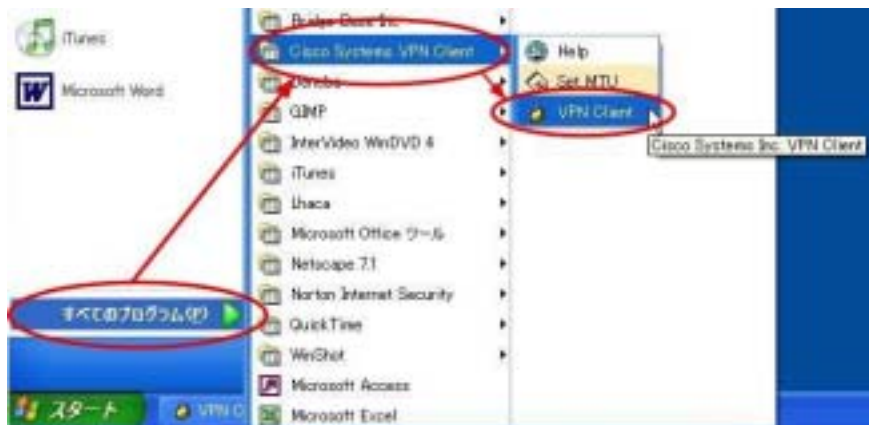 iTunes
Microsoft Word
すべてのプログラム(P)
スタート
VPN C
Cisco Systems VPN Client
GIMP
InterVideo WinDVD 4
iTunes
Lhaca
Microsoft Office ツール
Netscape 7.1
Norton Internet Security
QuickTime
WinShot
Microsoft Access
Microsoft Excel
Help
Set MTU
VPN Client
Cisco Systems Inc. VPN Client